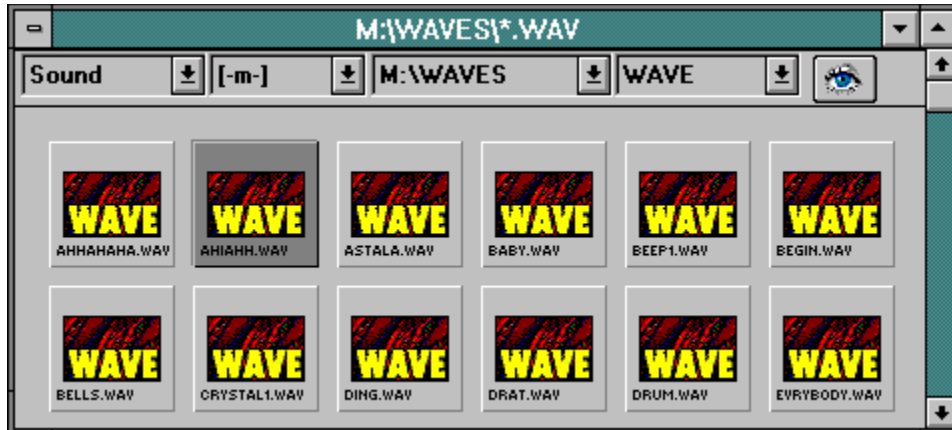 M:\WAVES\*.WAV
Sound [-m-] M:\WAVES WAVE
WAVE WAVE WAVE WAVE WAVE WAVE
AHHAHAHA.WAV AHIAHH.WAV ASTALA.WAV BABY.WAV BEEP1.WAV BEGIN.WAV
WAVE WAVE WAVE WAVE WAVE WAVE
BELLS.WAV CRYSTAL1.WAV DING.WAV DRAT.WAV DRUM.WAV EVRYBODY.WAV